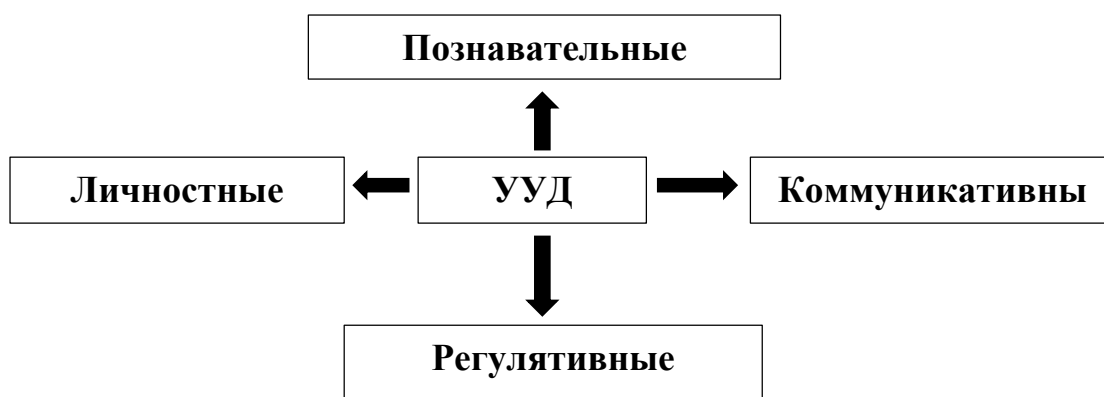 Познавательные
Личностные
УУД
Коммуникативны
Регулятивные